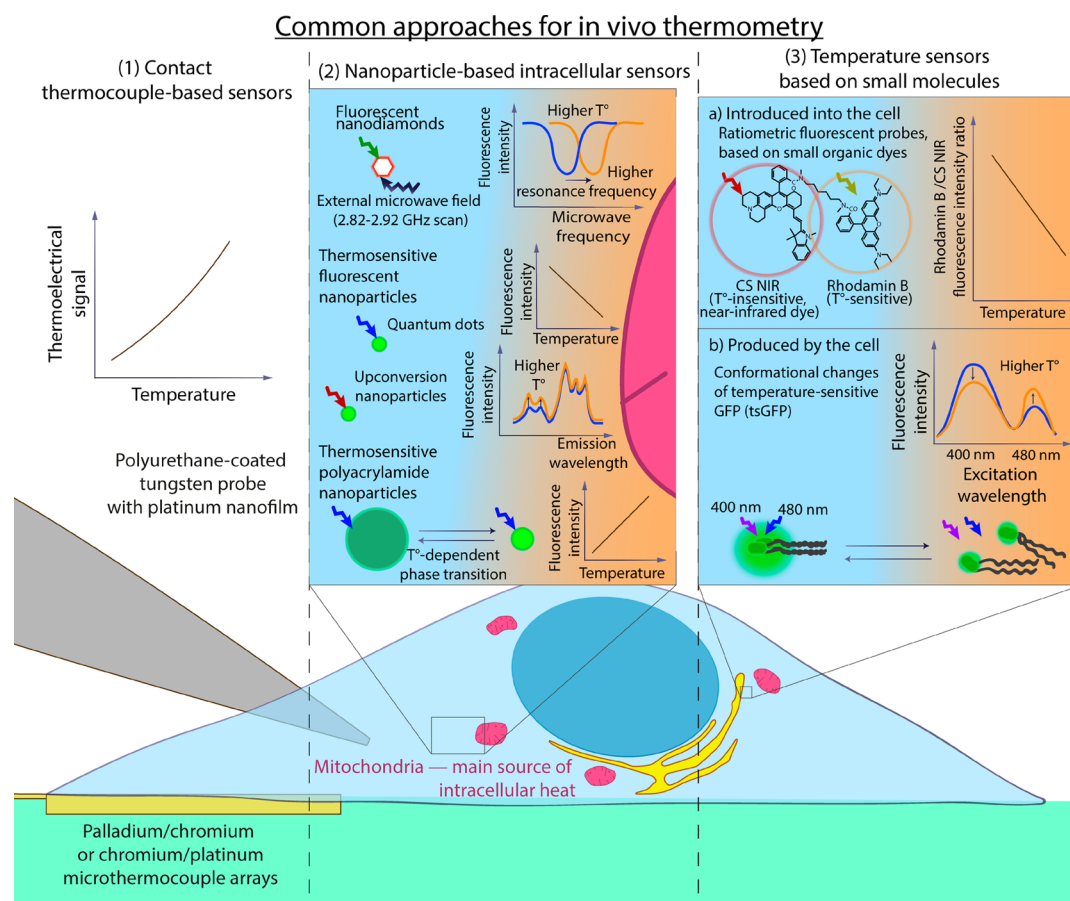 Common approaches for in vivo thermometry
(1) Contact
thermocouple-based sensors
Thermoelectrical
signal
Temperature
Polyurethane-coated
tungsten probe
with platinum nanofilm
(2) Nanoparticle-based intracellular sensors
Fluorescent
nanodiamonds
External microwave field
(2.82-2.92 GHz scan)
Fluorescence
intensity
Higher T°
Higher
resonance frequency
Microwave
frequency
Thermosensitive
fluorescent
nanoparticles
Quantum dots
Fluorescence
intensity
Temperature
Upconversion
nanoparticles
Fluorescence
intensity
Higher
T°
Emission
wavelength
Thermosensitive
polyacrylamide
nanoparticles
T°-dependent
phase transition
Fluorescence
intensity
Temperature
(3) Temperature sensors
based on small molecules
a) Introduced into the cell
Ratiometric fluorescent probes,
based on small organic dyes
CS NIR
(T°-insensitive,
near-infrared dye)
Rhodamin B
(T°-sensitive)
Rhodamin B /CS NIR
fluorescence intensity ratio
Temperature
b) Produced by the cell
Conformational changes
of temperature-sensitive
GFP (tsGFP)
Fluorescence
intensity
Higher T°
400 nm
480 nm
Excitation
wavelength
400 nm
480 nm
Mitochondria — main source of
intracellular heat
Palladium/chromium
or chromium/platinum
microthermocouple arrays